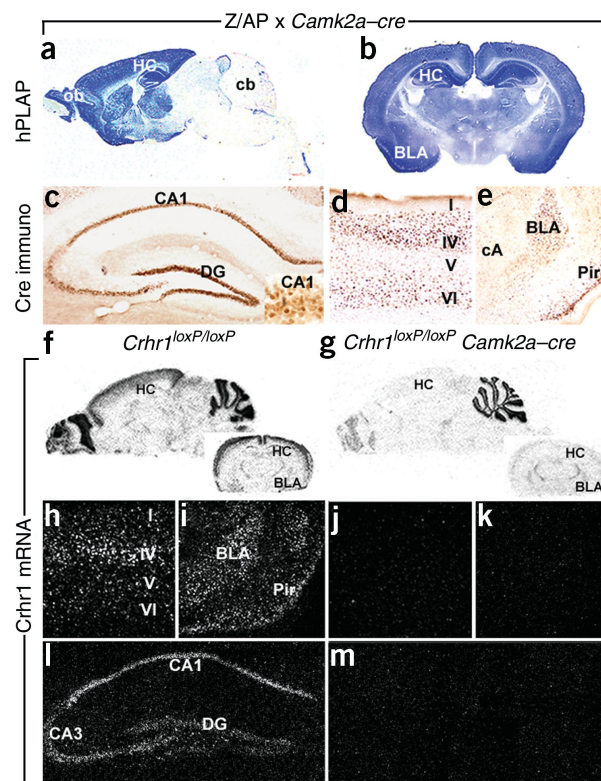 Z/AP x Camk2a–cre
hPLAP
a
HC
ob
cb
b
HC
BLA
Cre immuno
c
CA1
DG
CA1
d
I
IV
V
VI
e
BLA
cA
Pir
Crhr1 mRNA
f
Crhr1loxP/loxP
HC
HC
BLA
g
Crhr1loxP/loxP Camk2a–cre
HC
HC
BLA
h
I
IV
V
VI
i
BLA
Pir
j
k
l
CA1
CA3
DG
m